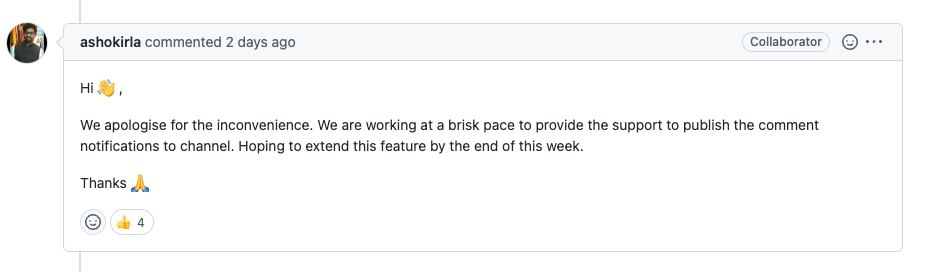 ashokirla commented 2 days ago Collaborator
Hi 👋 ,
We apologise for the inconvenience. We are working at a brisk pace to provide the support to publish the comment
notifications to channel. Hoping to extend this feature by the end of this week.
Thanks 🙏
👍 4